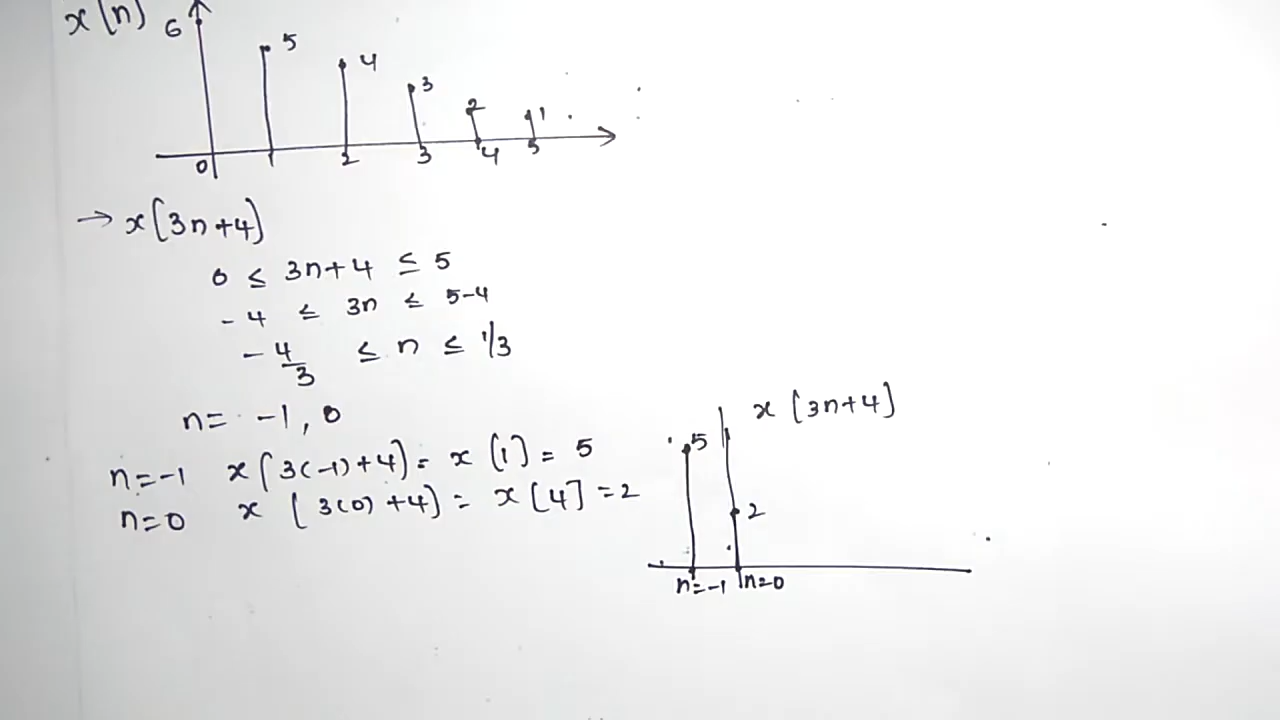 x(n) 6
5
4
3
2
1
0 1 2 3 4 5
→ x(3n+4)
0 ≤ 3n+4 ≤ 5
-4 ≤ 3n ≤ 5-4
-4/3 ≤ n ≤ 1/3
n= -1, 0
n=-1 x[3(-1)+4] = x[1] = 5
n=0 x[3(0)+4] = x[4] = 2
x[3n+4]
5
2
n=-1 n=0